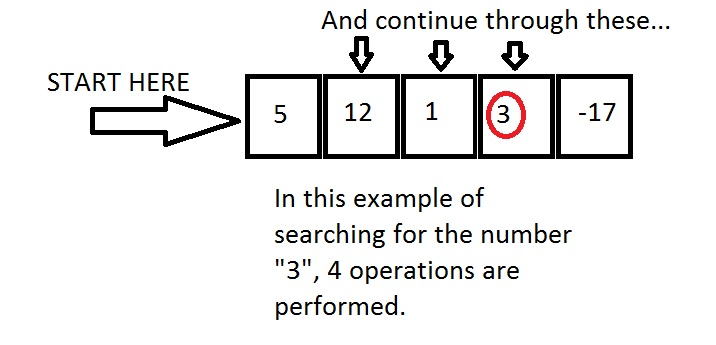 And continue through these...
START HERE
5 12 1 3 -17
In this example of
searching for the number
"3", 4 operations are
performed.